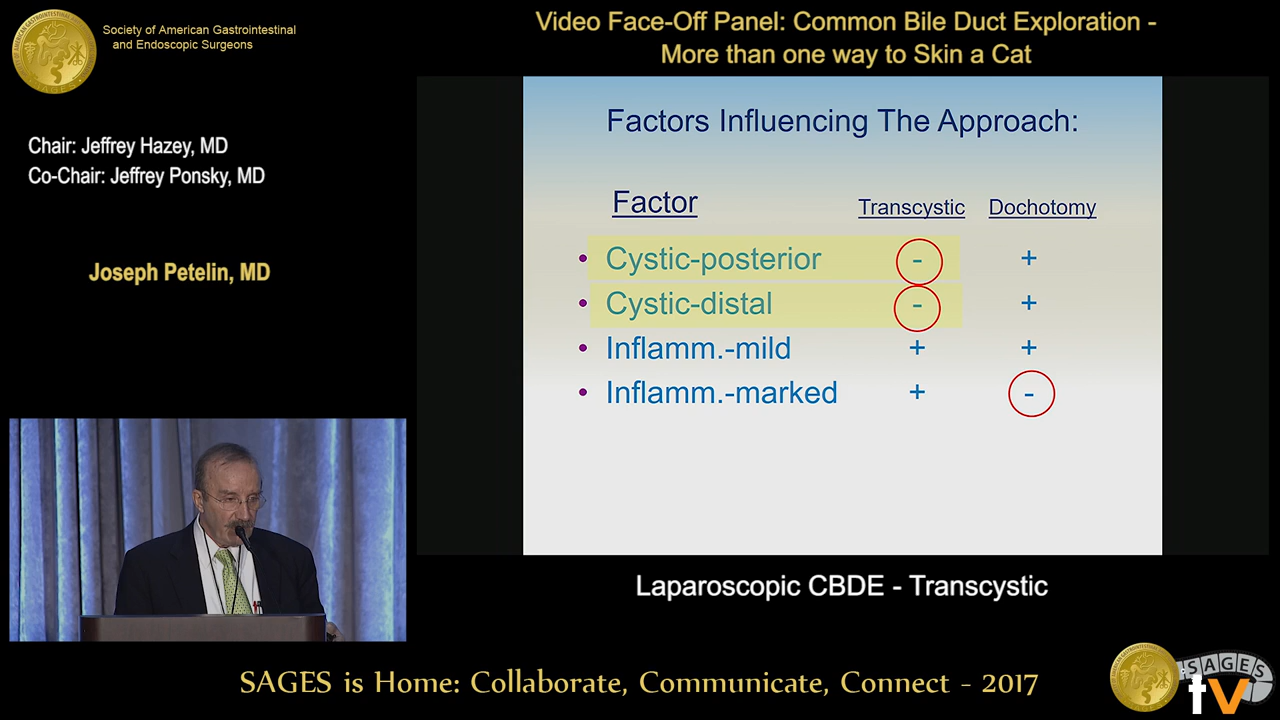 Society of American Gastrointestinal
and Endoscopic Surgeons
Video Face-Off Panel: Common Bile Duct Exploration -
More than one way to Skin a Cat
Chair: Jeffrey Hazey, MD
Co-Chair: Jeffrey Ponsky, MD
Joseph Petelin, MD
Factors Influencing The Approach:
Factor Transcystic Dochotomy
• Cystic-posterior - +
• Cystic-distal - +
• Inflamm.-mild + +
• Inflamm.-marked + -
Laparoscopic CBDE - Transcystic
SAGES is Home: Collaborate, Communicate, Connect - 2017
SAGES
tv